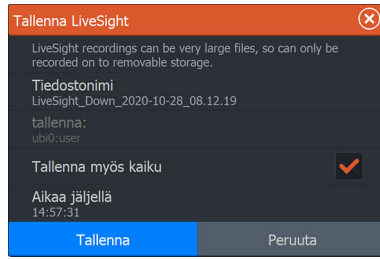 Tallenna LiveSight
LiveSight recordings can be very large files, so can only be
recorded on to removable storage.
Tiedostonimi
LiveSight_Down_2020-10-28_08.12.19
tallenna:
ubi0:user
Tallenna myös kaiku
Aikaa jäljellä
14:57:31
Tallenna
Peruuta